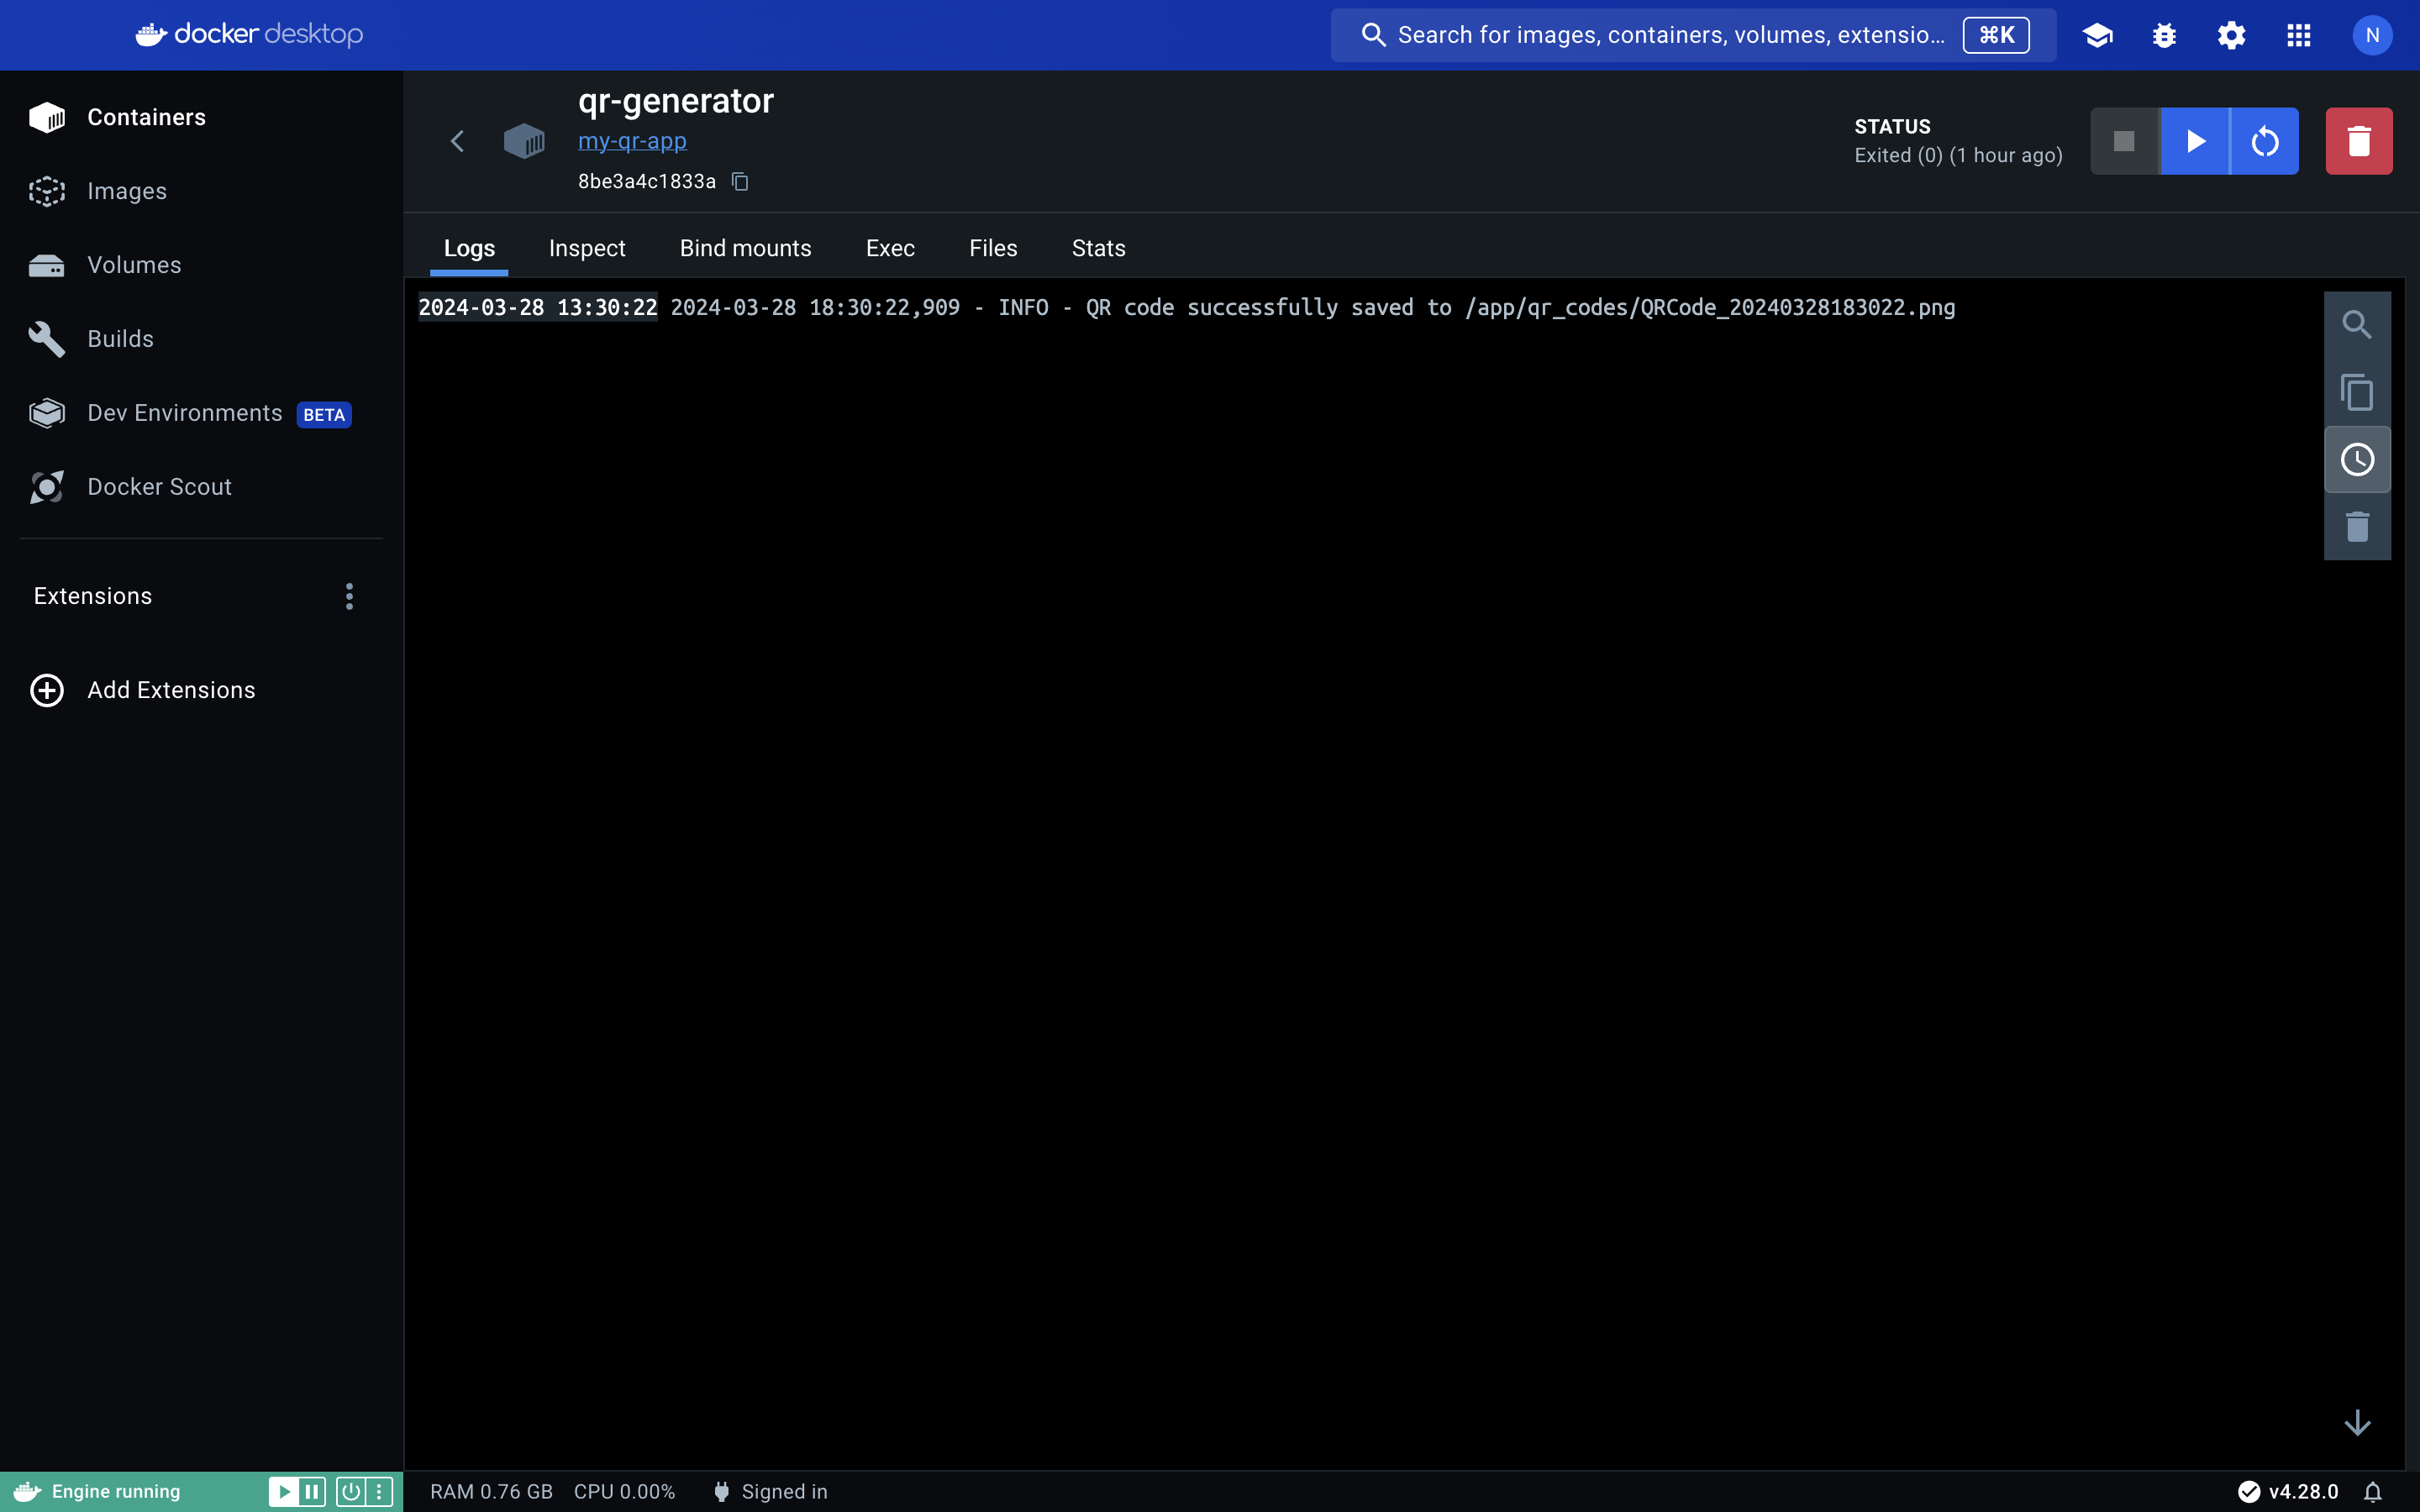 docker desktop
Search for images, containers, volumes, extensio... ⌘K
N
Containers
Images
Volumes
Builds
Dev Environments BETA
Docker Scout
Extensions
Add Extensions
qr-generator
my-qr-app
8be3a4c1833a
STATUS
Exited (0) (1 hour ago)
Logs Inspect Bind mounts Exec Files Stats
2024-03-28 13:30:22 2024-03-28 18:30:22,909 - INFO - QR code successfully saved to /app/qr_codes/QRCode_20240328183022.png
Engine running
RAM 0.76 GB CPU 0.00% Signed in
v4.28.0